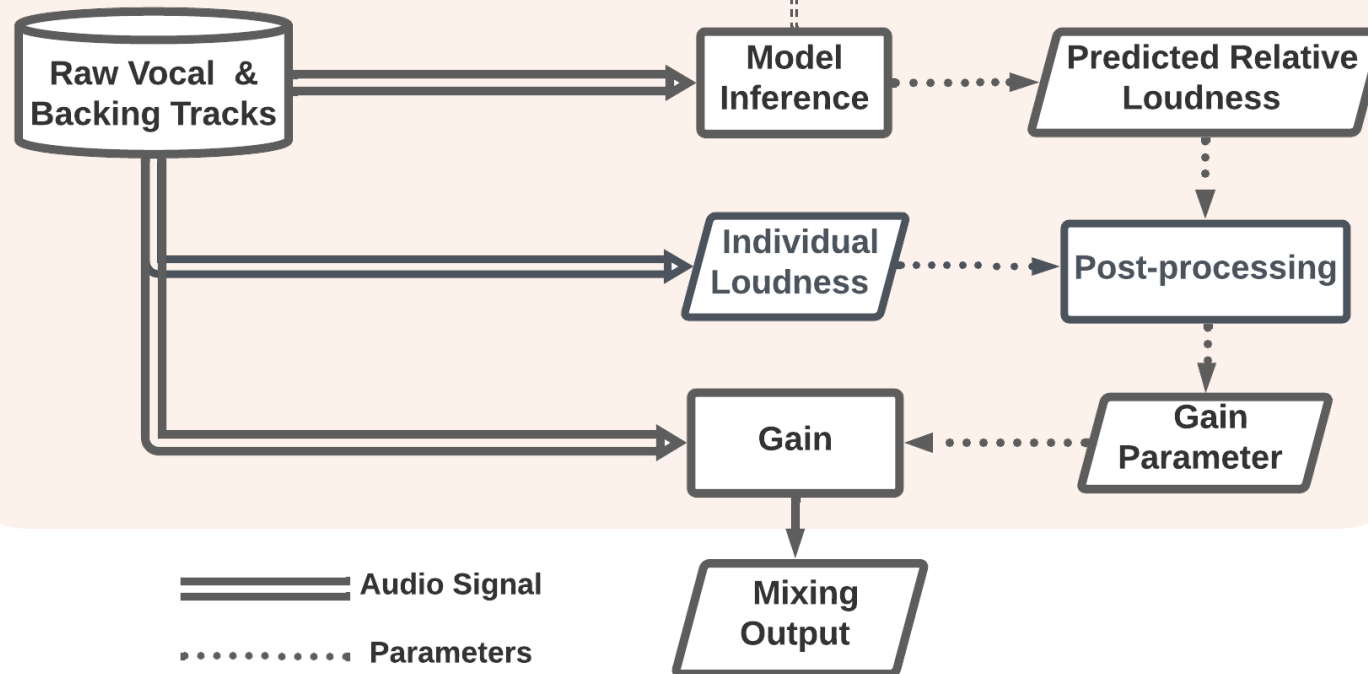 Raw Vocal &
Backing Tracks
Model
Inference
Predicted Relative
Loudness
Individual
Loudness
Post-processing
Gain
Gain
Parameter
Mixing
Output
Audio Signal
Parameters